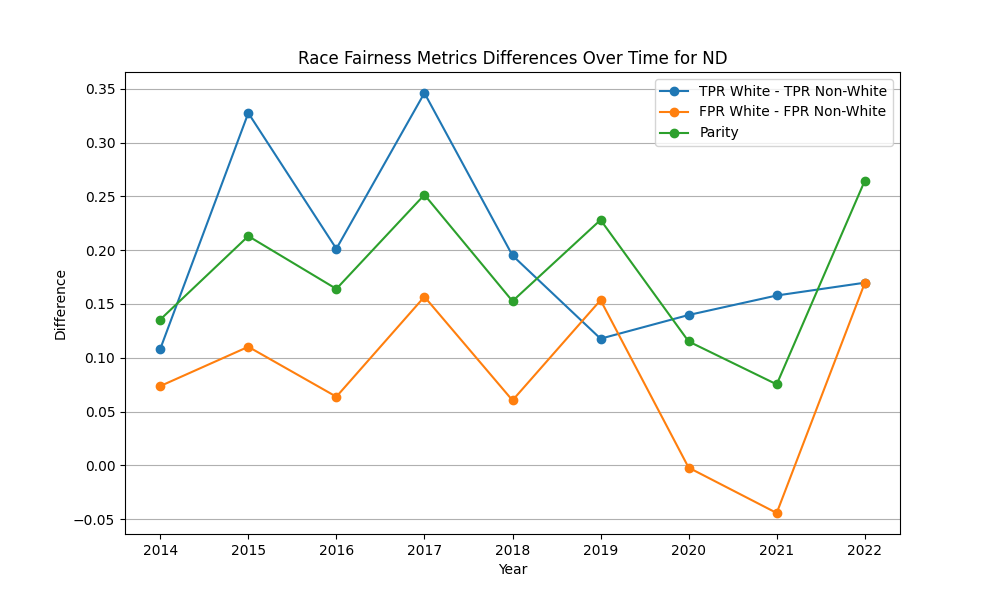 Race Fairness Metrics Differences Over Time for ND
TPR White - TPR Non-White
FPR White - FPR Non-White
Parity
Difference
0.35
0.30
0.25
0.20
0.15
0.10
0.05
0.00
−0.05
2014 2015 2016 2017 2018 2019 2020 2021 2022
Year